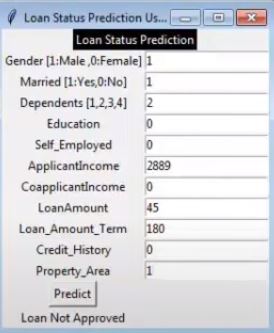 Loan Status Prediction Us...
Loan Status Prediction
Gender [1:Male ,0:Female] 1
Married [1:Yes,0:No] 1
Dependents [1,2,3,4] 2
Education 0
Self_Employed 0
ApplicantIncome 2889
CoapplicantIncome 0
LoanAmount 45
Loan_Amount_Term 180
Credit_History 0
Property_Area 1
Predict
Loan Not Approved